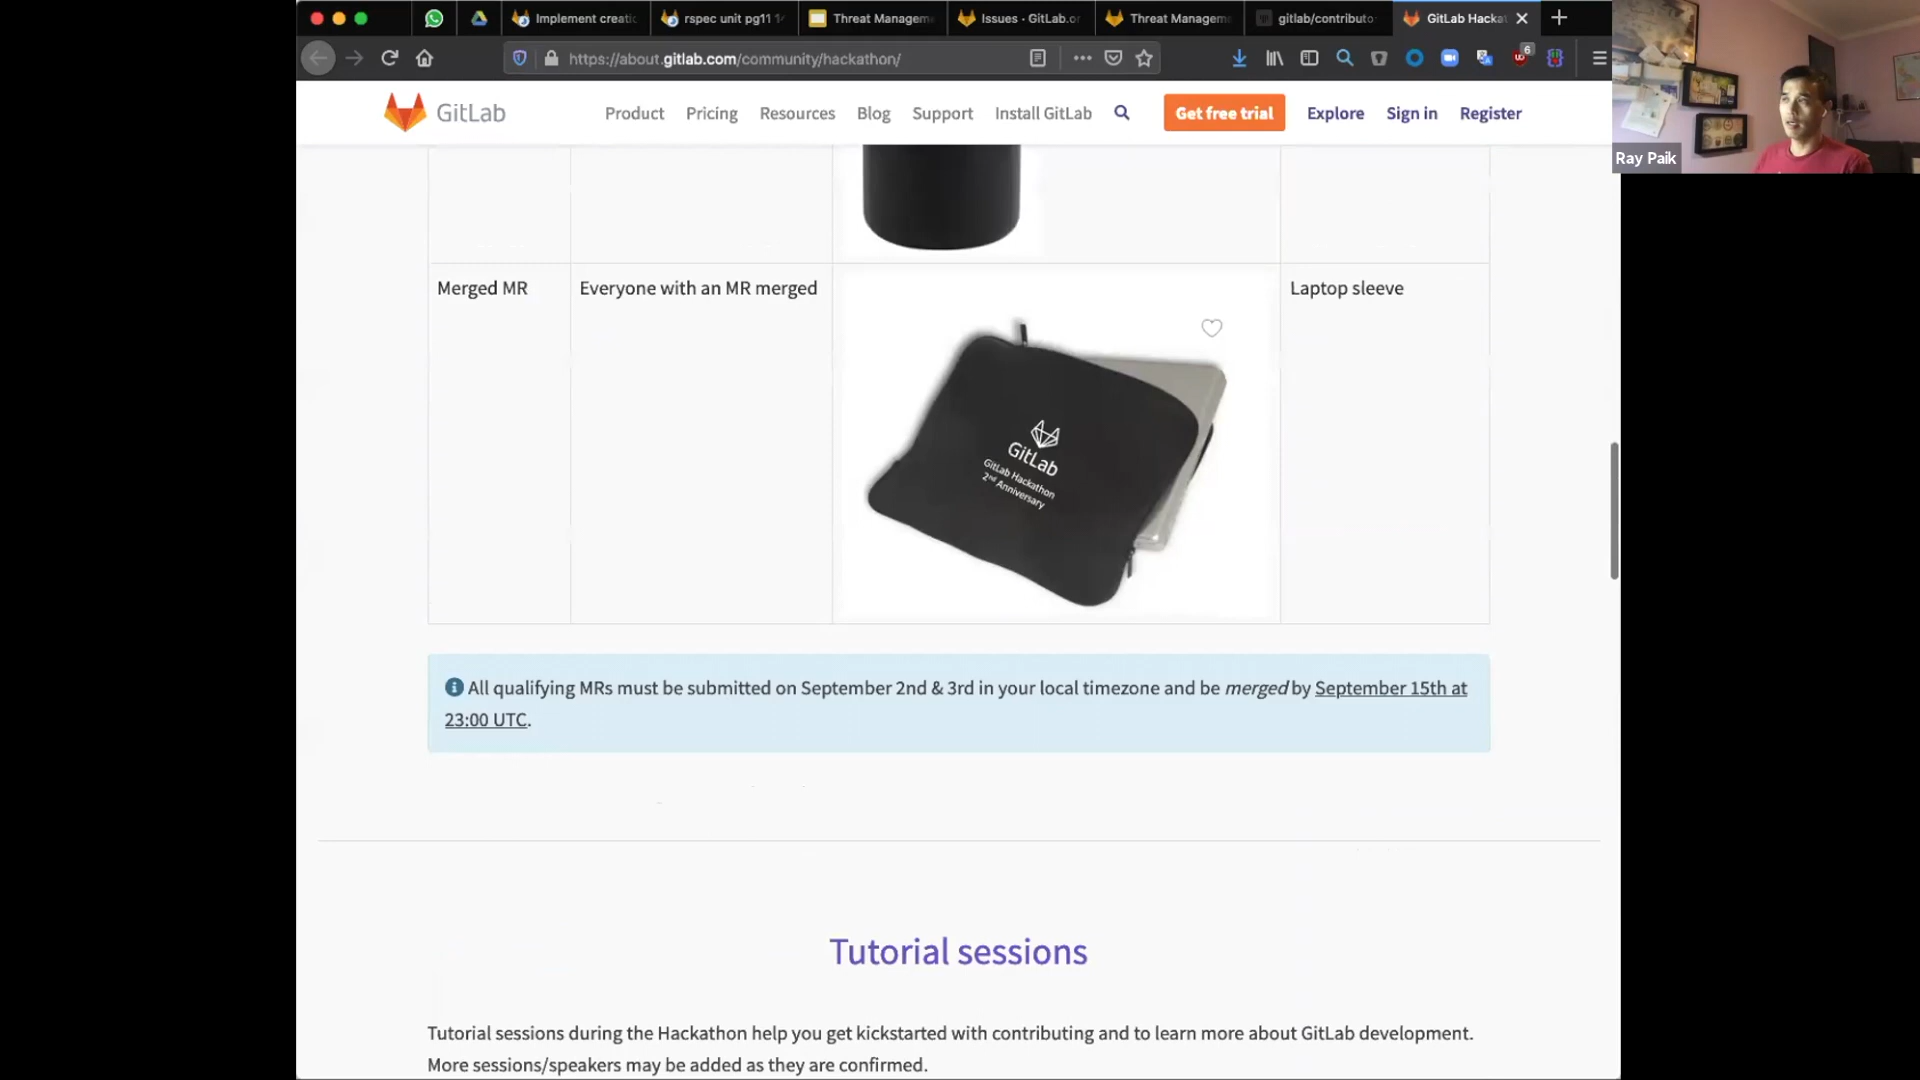 Implement creatio
rspec unit pg11 1
Threat Managem
Issues · GitLab.or
Threat Managem
gitlab/contributo
GitLab Hacka
https://about.gitlab.com/community/hackathon/
6
GitLab
Product
Pricing
Resources
Blog
Support
Install GitLab
Get free trial
Explore
Sign in
Register
Ray Paik
Merged MR
Everyone with an MR merged
Laptop sleeve
GitLab
GitLab Hackathon
2nd Anniversary
All qualifying MRs must be submitted on September 2nd & 3rd in your local timezone and be merged by September 15th at
23:00 UTC.
Tutorial sessions
Tutorial sessions during the Hackathon help you get kickstarted with contributing and to learn more about GitLab development.
More sessions/speakers may be added as they are confirmed.